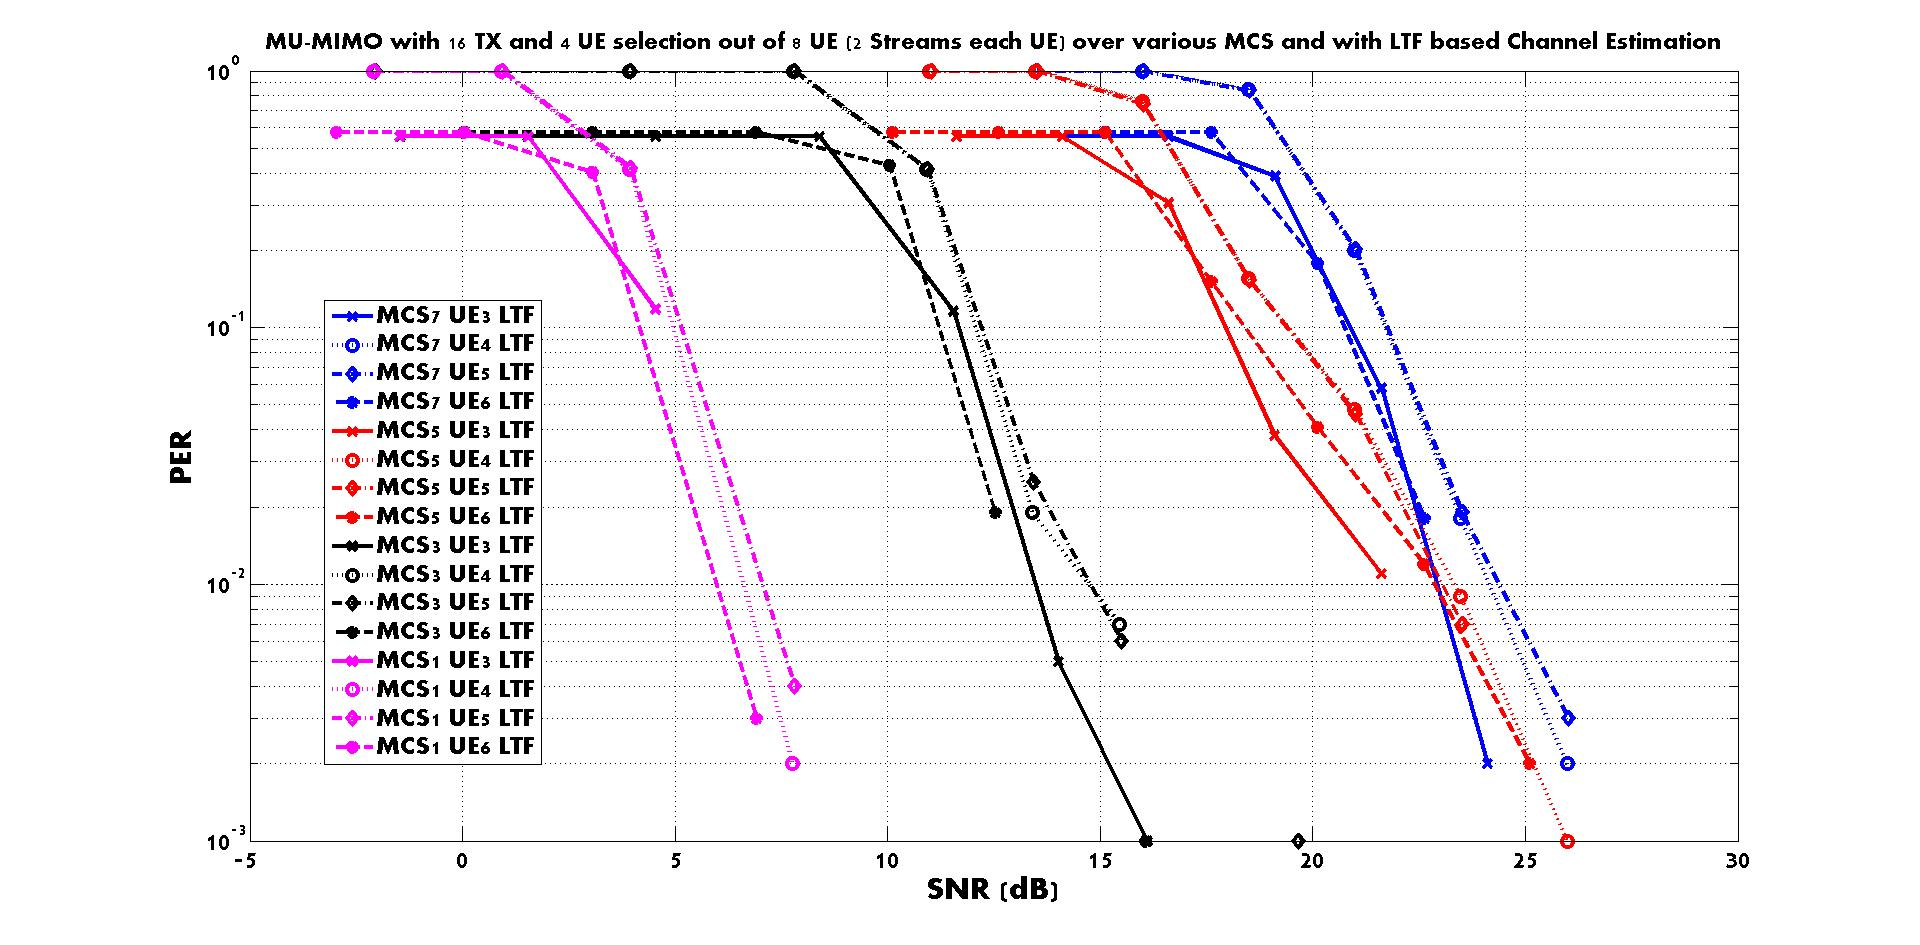 MU-MIMO with 16 TX and 4 UE selection out of 8 UE (2 Streams each UE) over various MCS and with LTF based Channel Estimation
10^0
10^-1
10^-2
10^-3
PER
MCS7 UE3 LTF
MCS7 UE4 LTF
MCS7 UE5 LTF
MCS7 UE6 LTF
MCS5 UE3 LTF
MCS5 UE4 LTF
MCS5 UE5 LTF
MCS5 UE6 LTF
MCS3 UE3 LTF
MCS3 UE4 LTF
MCS3 UE5 LTF
MCS3 UE6 LTF
MCS1 UE3 LTF
MCS1 UE4 LTF
MCS1 UE5 LTF
MCS1 UE6 LTF
-5 0 5 10 15 20 25 30
SNR (dB)